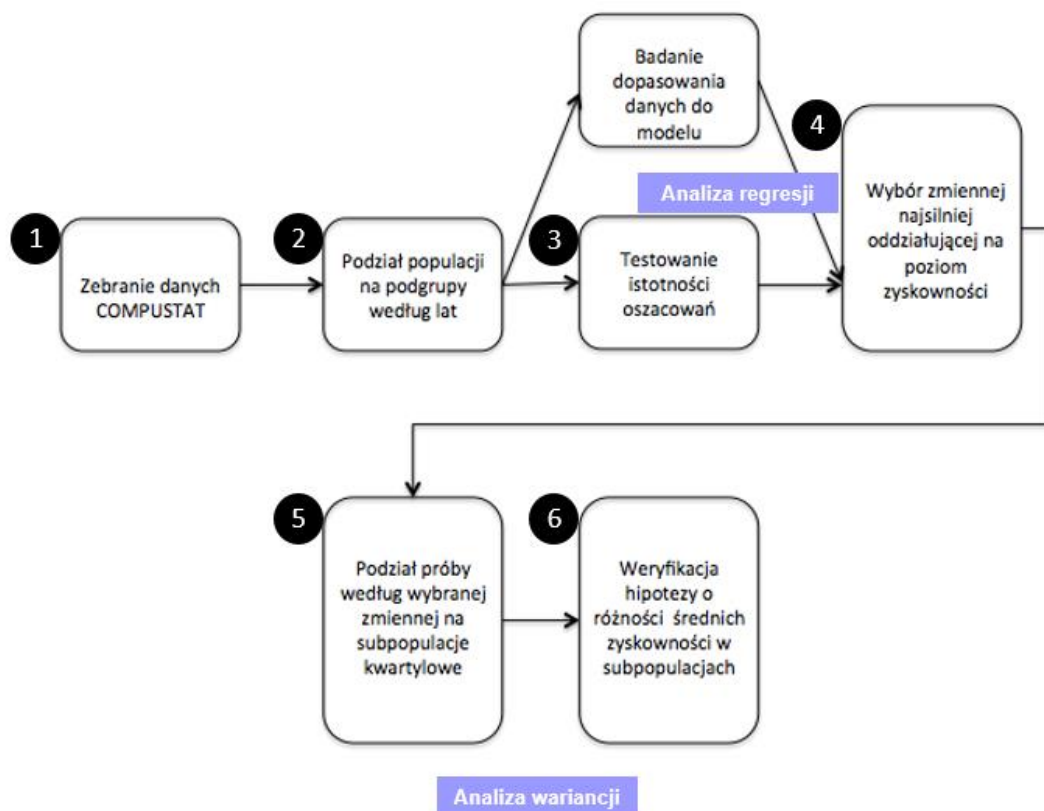 1
Zebranie danych
COMPUSTAT
2
Podział populacji
na podgrupy
według lat
Badanie
dopasowania
danych do
modelu
Analiza regresji
3
Testowanie
istotności
oszacowań
4
Wybór zmiennej
najsilniej
oddziałującej na
poziom
zyskowności
5
Podział próby
według wybranej
zmiennej na
subpopulacje
kwartylowe
6
Weryfikacja
hipotezy o
różności średnich
zyskowności w
subpopulacjach
Analiza wariancji